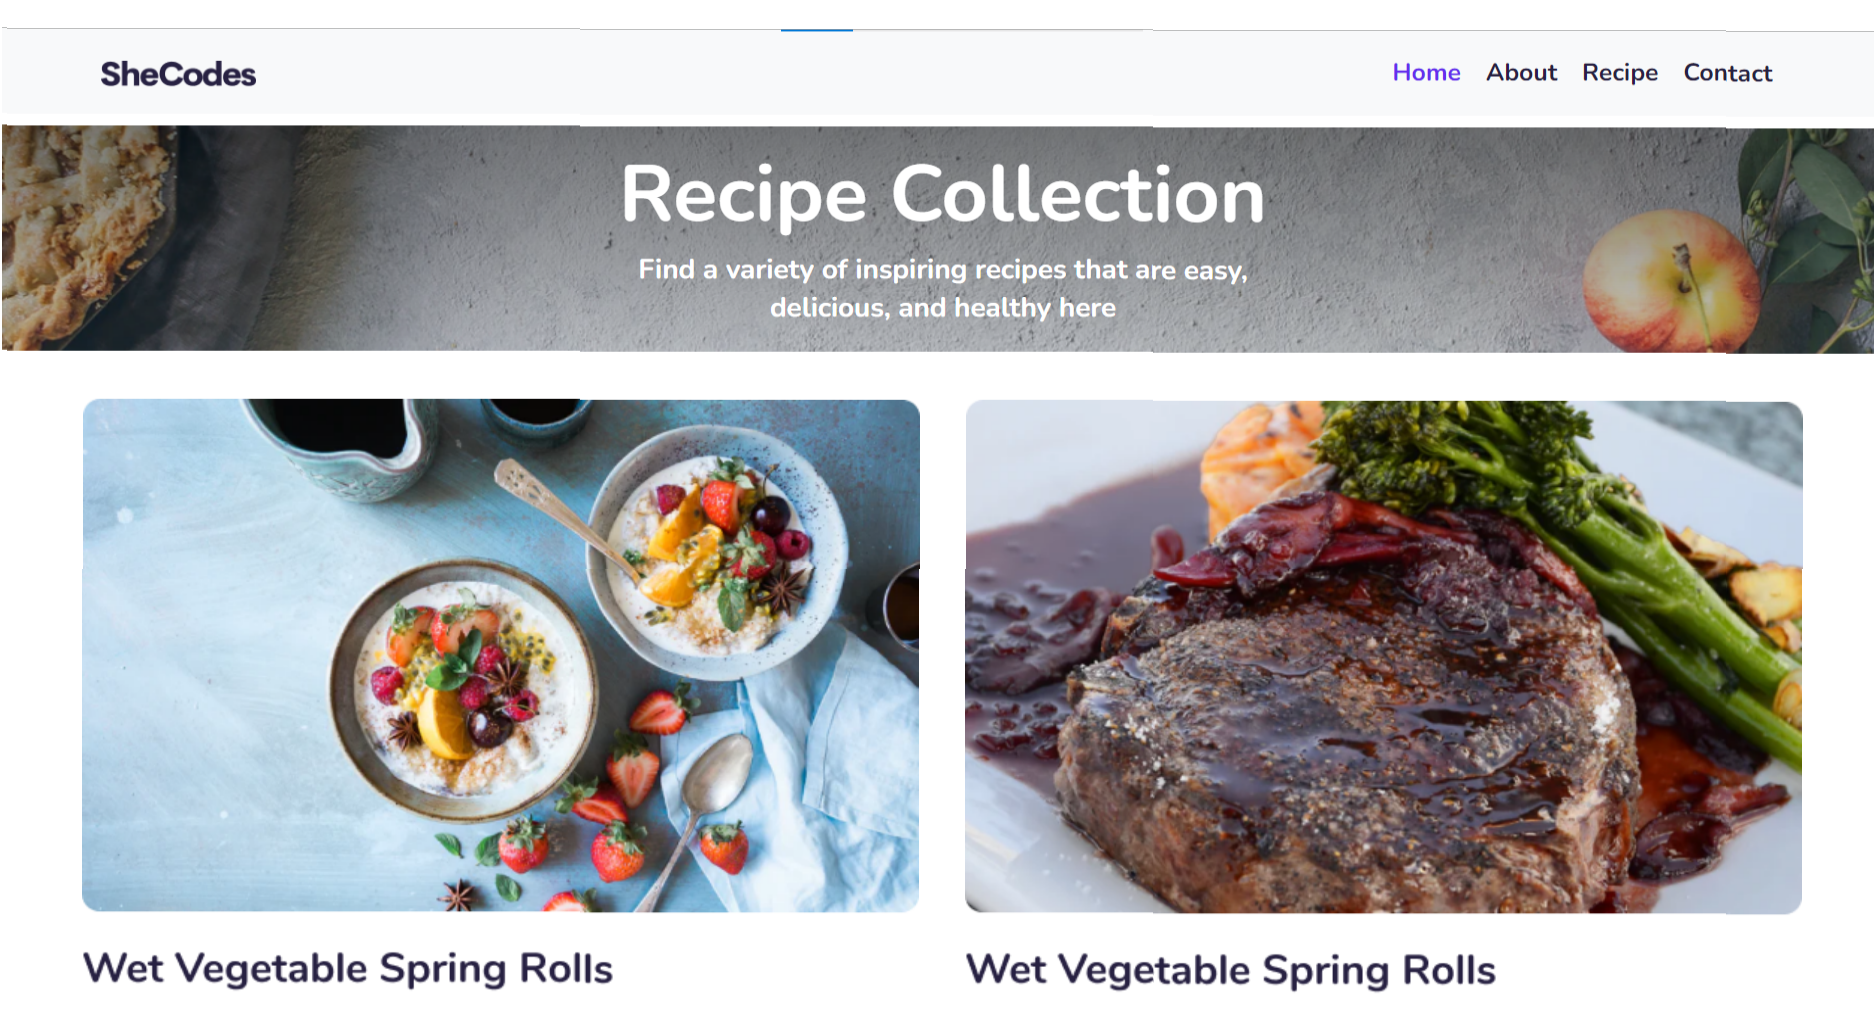 SheCodes
Home About Recipe Contact
Recipe Collection
Find a variety of inspiring recipes that are easy,
delicious, and healthy here
Wet Vegetable Spring Rolls
Wet Vegetable Spring Rolls